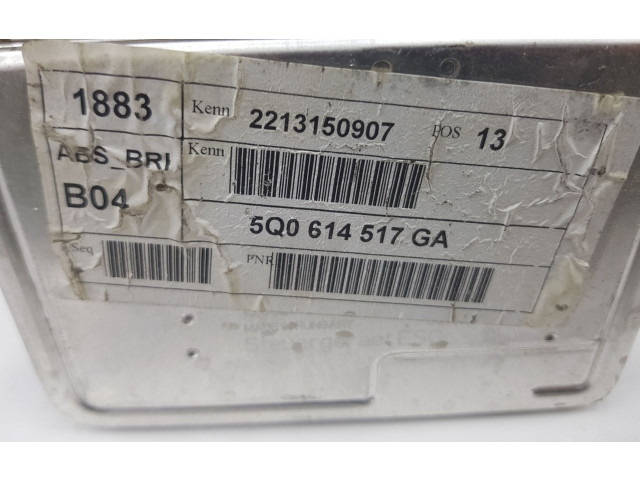 1883 Kenn 2213150907 POS 13
ABS_BRI Kenn
B04
5Q0 614 517 GA
Seq PNR